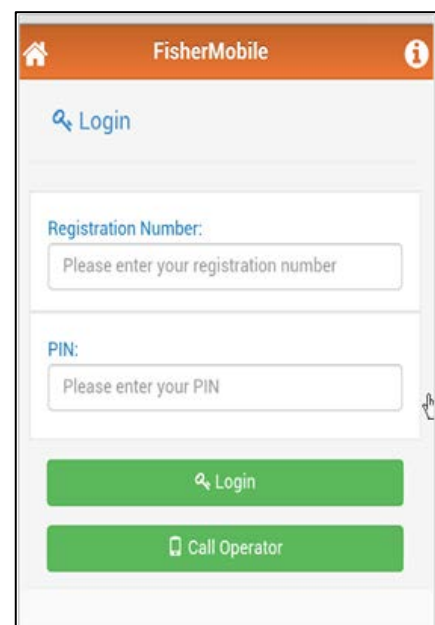 FisherMobile
Login
Registration Number:
Please enter your registration number
PIN:
Please enter your PIN
Login
Call Operator